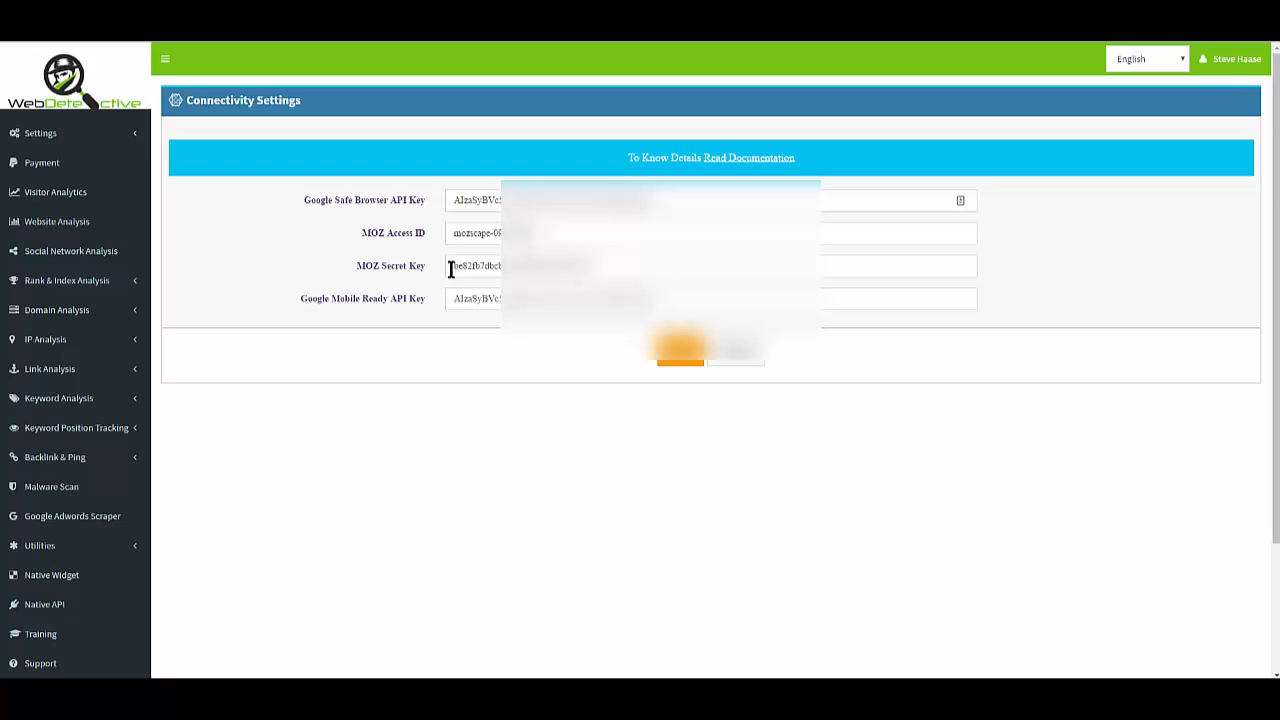 WebDetective
English
Steve Haase
Connectivity Settings
Settings
Payment
Visitor Analytics
Website Analysis
Social Network Analysis
Rank & Index Analysis
Domain Analysis
IP Analysis
Link Analysis
Keyword Analysis
Keyword Position Tracking
Backlink & Ping
Malware Scan
Google Adwords Scraper
Utilities
Native Widget
Native API
Training
Support
To Know Details Read Documentation
Google Safe Browser API Key
MOZ Access ID
MOZ Secret Key
Google Mobile Ready API Key